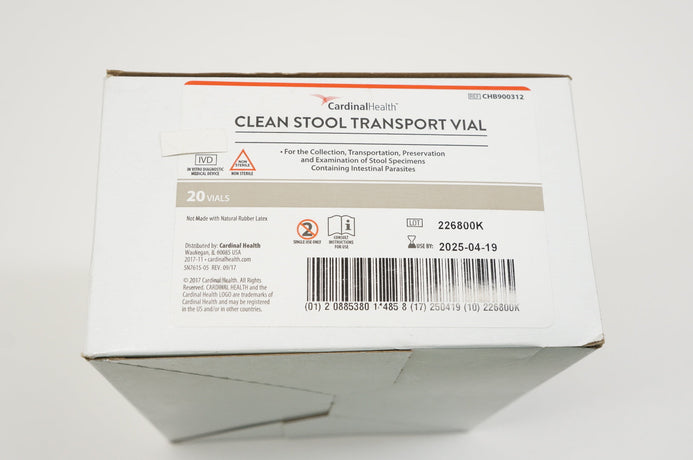 CardinalHealth™
REF CHB900312
CLEAN STOOL TRANSPORT VIAL
• For the Collection, Transportation, Preservation
and Examination of Stool Specimens
Containing Intestinal Parasites
IVD
IN VITRO DIAGNOSTIC
MEDICAL DEVICE
NON
STERILE
NON STERILE
20 VIALS
Not Made with Natural Rubber Latex
2
SINGLE USE ONLY
i
CONSULT
INSTRUCTIONS
FOR USE
LOT 226800K
USE BY: 2025-04-19
Distributed by: Cardinal Health
Waukegan, IL 60085 USA
2017-11 • cardinalhealth.com
SN7615-05 REV. 09/17
© 2017 Cardinal Health. All Rights
Reserved. CARDINAL HEALTH and the
Cardinal Health LOGO are trademarks of
Cardinal Health and may be registered
in the US and/or in other countries.
(01) 2 0885380 1 485 8 (17) 250419 (10) 226800K